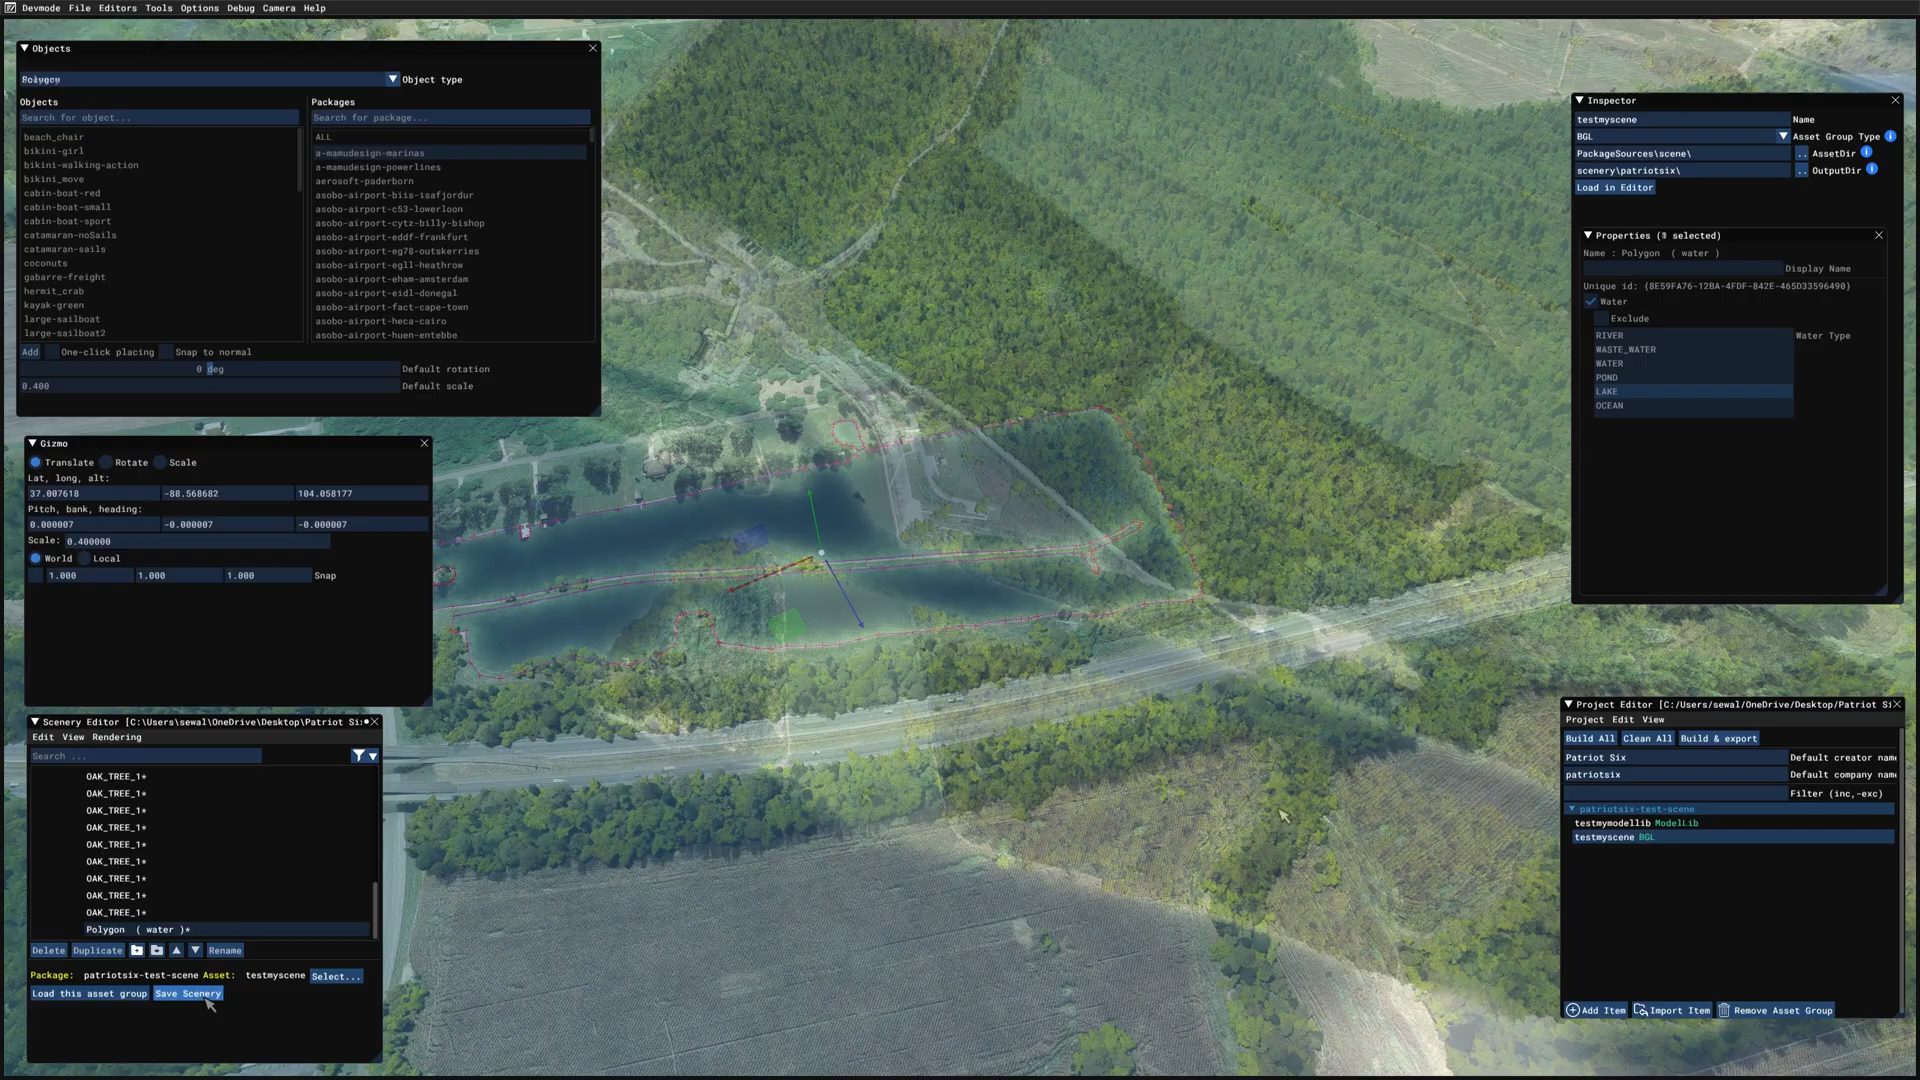 Devmode File Editors Tools Options Debug Camera Help
Objects
Object type
Objects
Packages
Search for object...
Search for package...
beach_chair
bikini-girl
bikini-walking-action
bikini_move
cabin-boat-red
cabin-boat-small
cabin-boat-sport
catamaran-noSails
catamaran-sails
coconuts
gabarre-freight
hermit_crab
kayak-green
large-sailboat
large-sailboat2
ALL
a-mamudesign-marinas
a-mamudesign-powerlines
aerosoft-paderborn
asobo-airport-biis-isafjordur
asobo-airport-c53-lowerloon
asobo-airport-cytz-billy-bishop
asobo-airport-eddf-frankfurt
asobo-airport-eg78-outskerries
asobo-airport-egll-heathrow
asobo-airport-eham-amsterdam
asobo-airport-eidl-donegal
asobo-airport-fact-cape-town
asobo-airport-heca-cairo
asobo-airport-huen-entebbe
Add One-click placing Snap to normal
0 deg Default rotation
0.400 Default scale
Gizmo
Translate Rotate Scale
Lat, long, alt:
37.007618 -88.568682 104.058177
Pitch, bank, heading:
0.000007 -0.000007 -0.000007
Scale: 0.400000
World Local
1.000 1.000 1.000 Snap
Scenery Editor [C:\Users\sewal\OneDrive\Desktop\Patriot Si
Edit View Rendering
Search ...
OAK_TREE_1*
OAK_TREE_1*
OAK_TREE_1*
OAK_TREE_1*
OAK_TREE_1*
OAK_TREE_1*
OAK_TREE_1*
OAK_TREE_1*
OAK_TREE_1*
Polygon ( water )*
Delete Duplicate Rename
Package: patriotsix-test-scene Asset: testmyscene Select...
Load this asset group Save Scenery
Inspector
testmyscene Name
BGL Asset Group Type
PackageSources\scene\ .. AssetDir
scenery\patriotsix\ .. OutputDir
Load in Editor
Properties ( selected)
Name : Polygon ( water )
Display Name
Unique id: {8E59FA76-12BA-4FDF-842E-465D33596490}
Water
Exclude
RIVER Water Type
WASTE_WATER
WATER
POND
LAKE
OCEAN
Project Editor [C:/Users/sewal/OneDrive/Desktop/Patriot Si
Project Edit View
Build All Clean All Build & export
Patriot Six Default creator name
patriotsix Default company name
Filter (inc,-exc)
patriotsix-test-scene
testmymodellib ModelLib
testmyscene BGL
Add Item Import Item Remove Asset Group